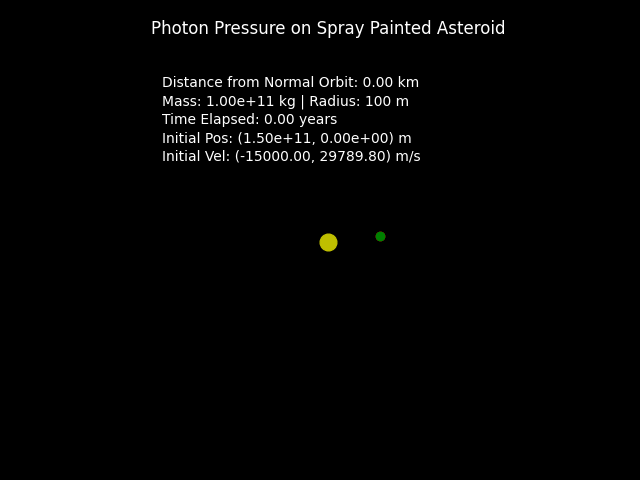 Photon Pressure on Spray Painted Asteroid
Distance from Normal Orbit: 0.00 km
Mass: 1.00e+11 kg | Radius: 100 m
Time Elapsed: 0.00 years
Initial Pos: (1.50e+11, 0.00e+00) m
Initial Vel: (-15000.00, 29789.80) m/s